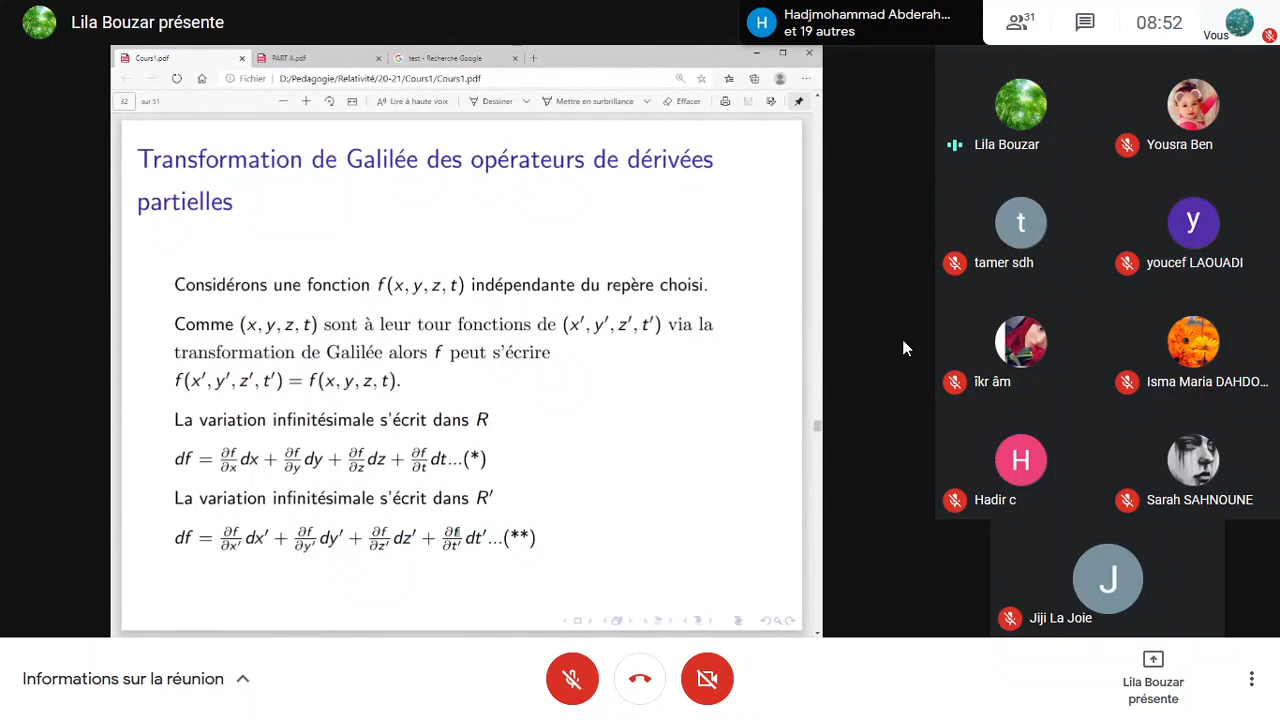 Lila Bouzar présente
H
Hadjmohammad Abderah...
et 19 autres
31
08:52
Vous
Cours1.pdf
PART A.pdf
test - Recherche Google
Fichier
D:/Pedagogie/Relativité/20-21/Cours1/Cours1.pdf
32 sur 51
Lire à haute voix
Dessiner
Mettre en surbrillance
Effacer
Transformation de Galilée des opérateurs de dérivées
partielles
Considérons une fonction f(x, y, z, t) indépendante du repère choisi.
Comme (x, y, z, t) sont à leur tour fonctions de (x′, y′, z′, t′) via la
transformation de Galilée alors f peut s'écrire
f(x′, y′, z′, t′) = f(x, y, z, t).
La variation infinitésimale s'écrit dans R
df = ∂f/∂x dx + ∂f/∂y dy + ∂f/∂z dz + ∂f/∂t dt...(*)
La variation infinitésimale s'écrit dans R′
df = ∂f/∂x′ dx′ + ∂f/∂y′ dy′ + ∂f/∂z′ dz′ + ∂f/∂t′ dt′...(**)
Lila Bouzar
Yousra Ben
t
y
tamer sdh
youcef LAOUADI
îkr âm
Isma Maria DAHDO...
H
Hadir c
Sarah SAHNOUNE
J
Jiji La Joie
Informations sur la réunion
Lila Bouzar
présente